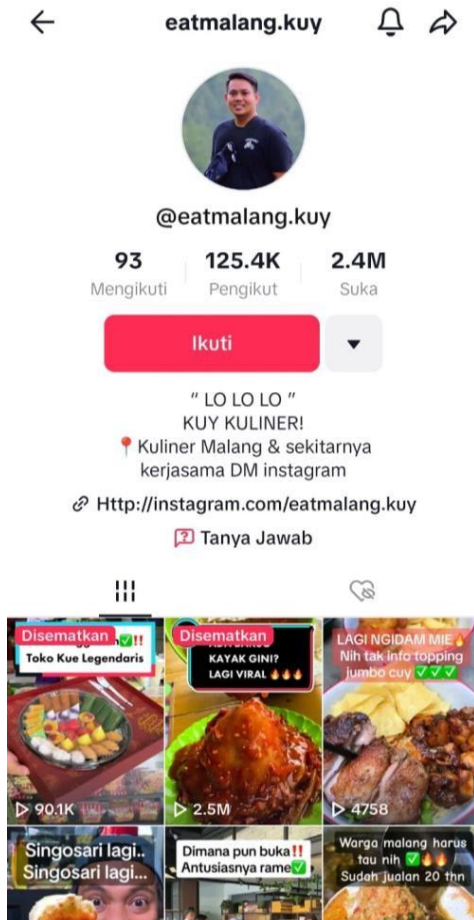 eatmalang.kuy
@eatmalang.kuy
93 125.4K 2.4M
Mengikuti Pengikut Suka
Ikuti
" LO LO LO "
KUY KULINER!
📍Kuliner Malang & sekitarnya
kerjasama DM instagram
Http://instagram.com/eatmalang.kuy
Tanya Jawab
Disematkan ✅‼️
Toko Kue Legendaris
90.1K
Disematkan
KAYAK GINI?
LAGI VIRAL 🔥🔥🔥
2.5M
LAGI NGIDAM MIE🔥
Nih tak info topping
jumbo cuy ✅✅✅
4758
Singosari lagi..
Singosari lagi...
Dimana pun buka‼️
Antusiasnya rame✅
Warga malang harus
tau nih ✅🔥🔥
Sudah jualan 20 thn